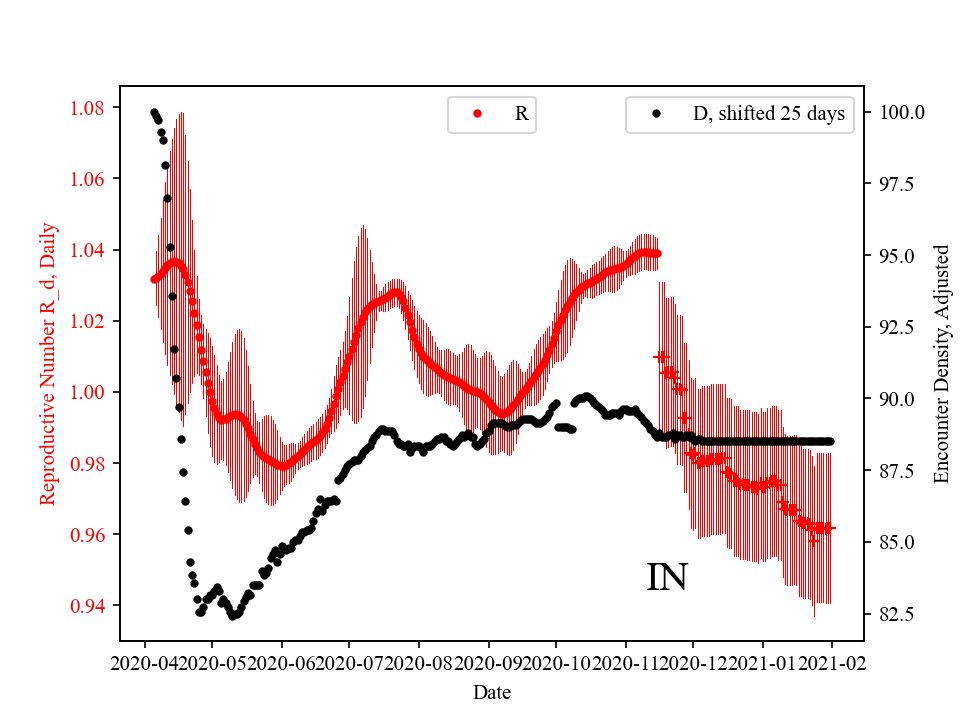 R
D, shifted 25 days
Reproductive Number R_d, Daily
1.08
1.06
1.04
1.02
1.00
0.98
0.96
0.94
100.0
97.5
95.0
92.5
90.0
87.5
85.0
82.5
Encounter Density, Adjusted
IN
2020-04 2020-05 2020-06 2020-07 2020-08 2020-09 2020-10 2020-11 2020-12 2021-01 2021-02
Date